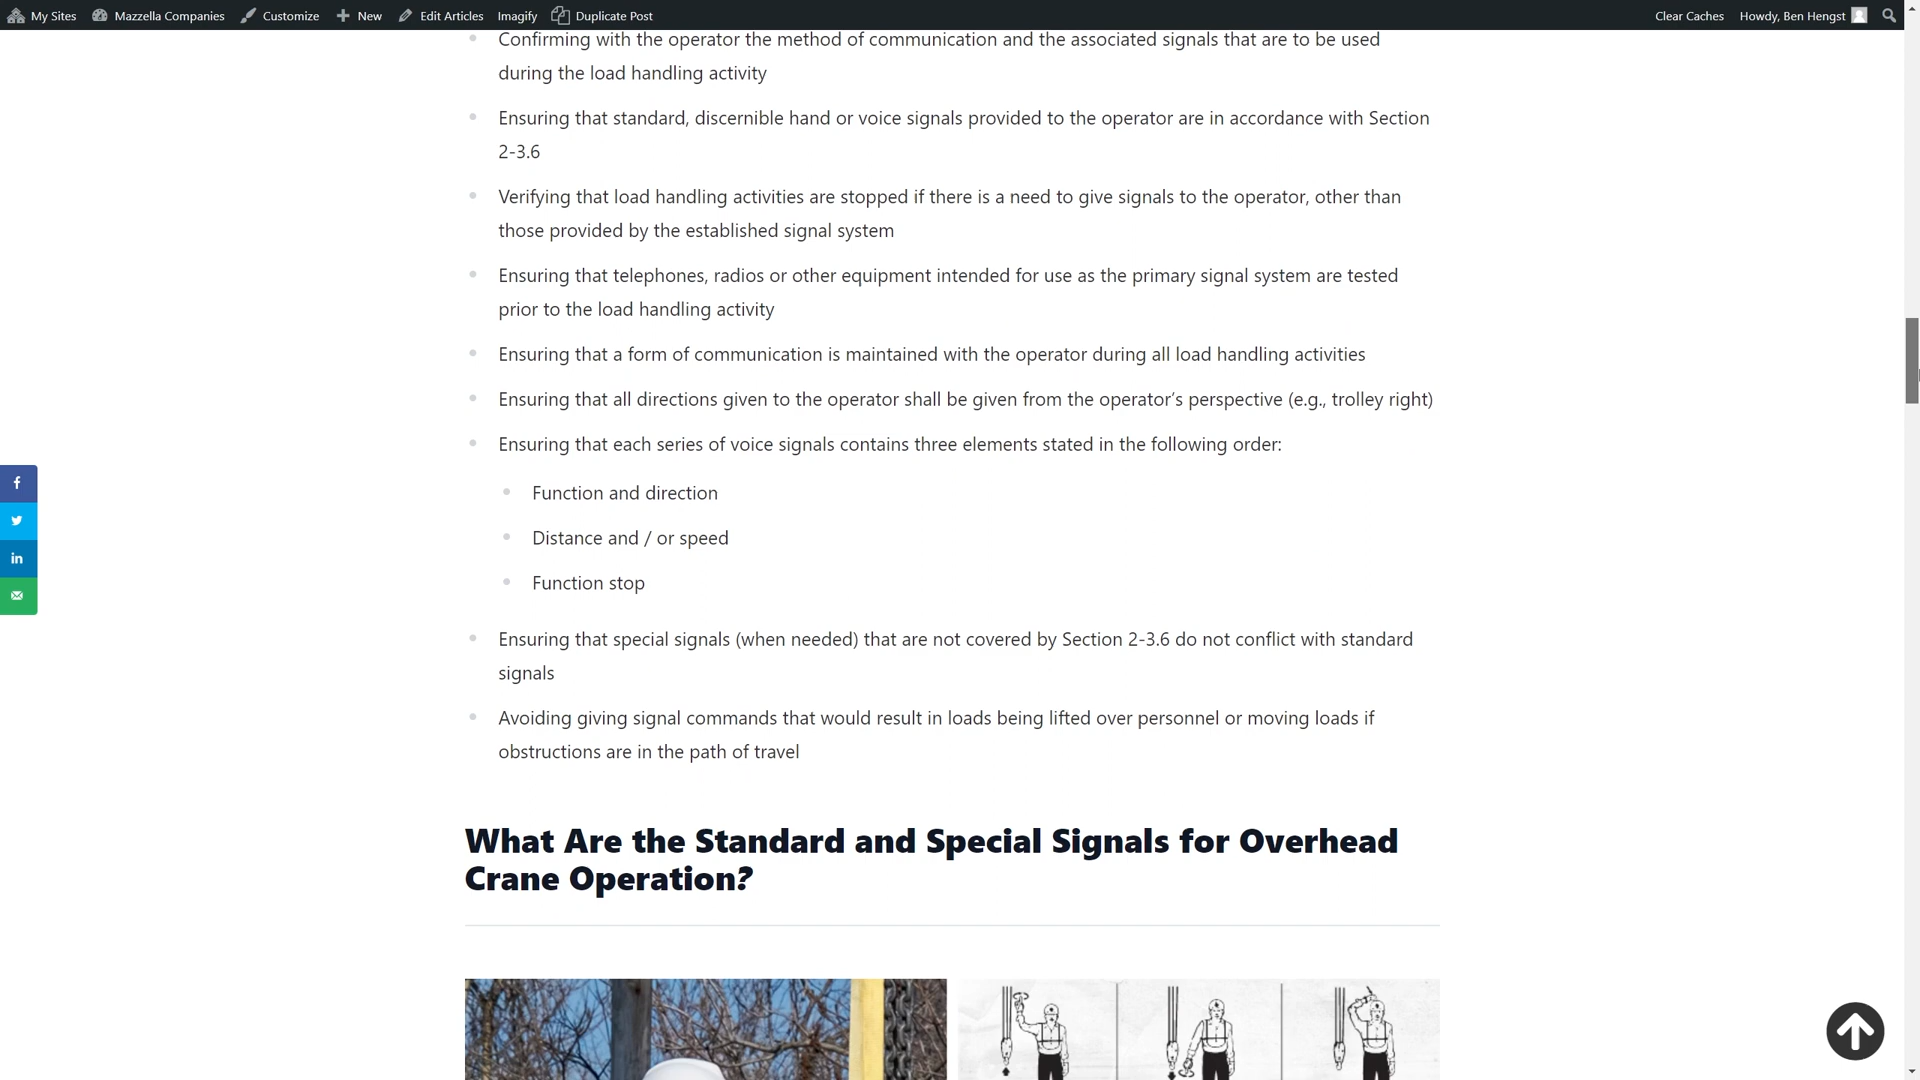 My Sites Mazzella Companies Customize New Edit Articles Imagify Duplicate Post Clear Caches Howdy, Ben Hengst
Confirming with the operator the method of communication and the associated signals that are to be used
during the load handling activity
Ensuring that standard, discernible hand or voice signals provided to the operator are in accordance with Section
2-3.6
Verifying that load handling activities are stopped if there is a need to give signals to the operator, other than
those provided by the established signal system
Ensuring that telephones, radios or other equipment intended for use as the primary signal system are tested
prior to the load handling activity
Ensuring that a form of communication is maintained with the operator during all load handling activities
Ensuring that all directions given to the operator shall be given from the operator’s perspective (e.g., trolley right)
Ensuring that each series of voice signals contains three elements stated in the following order:
Function and direction
Distance and / or speed
Function stop
Ensuring that special signals (when needed) that are not covered by Section 2-3.6 do not conflict with standard
signals
Avoiding giving signal commands that would result in loads being lifted over personnel or moving loads if
obstructions are in the path of travel
What Are the Standard and Special Signals for Overhead
Crane Operation?